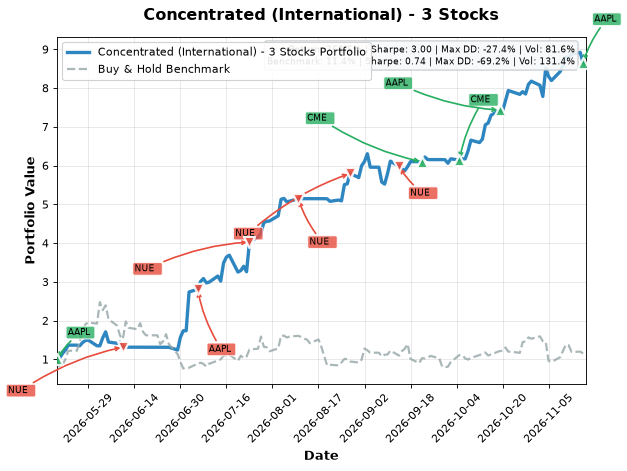 Concentrated (International) - 3 Stocks
AAPL
Concentrated (International) - 3 Stocks Portfolio
Buy & Hold Benchmark
Sharpe: 3.00 | Max DD: -27.4% | Vol: 81.6%
Benchmark: 11.4% | Sharpe: 0.74 | Max DD: -69.2% | Vol: 131.4%
AAPL
CME
CME
NUE
NUE
NUE
NUE
AAPL
AAPL
NUE
Portfolio Value
9
8
7
6
5
4
3
2
1
2026-05-29
2026-06-14
2026-06-30
2026-07-16
2026-08-01
2026-08-17
2026-09-02
2026-09-18
2026-10-04
2026-10-20
2026-11-05
Date